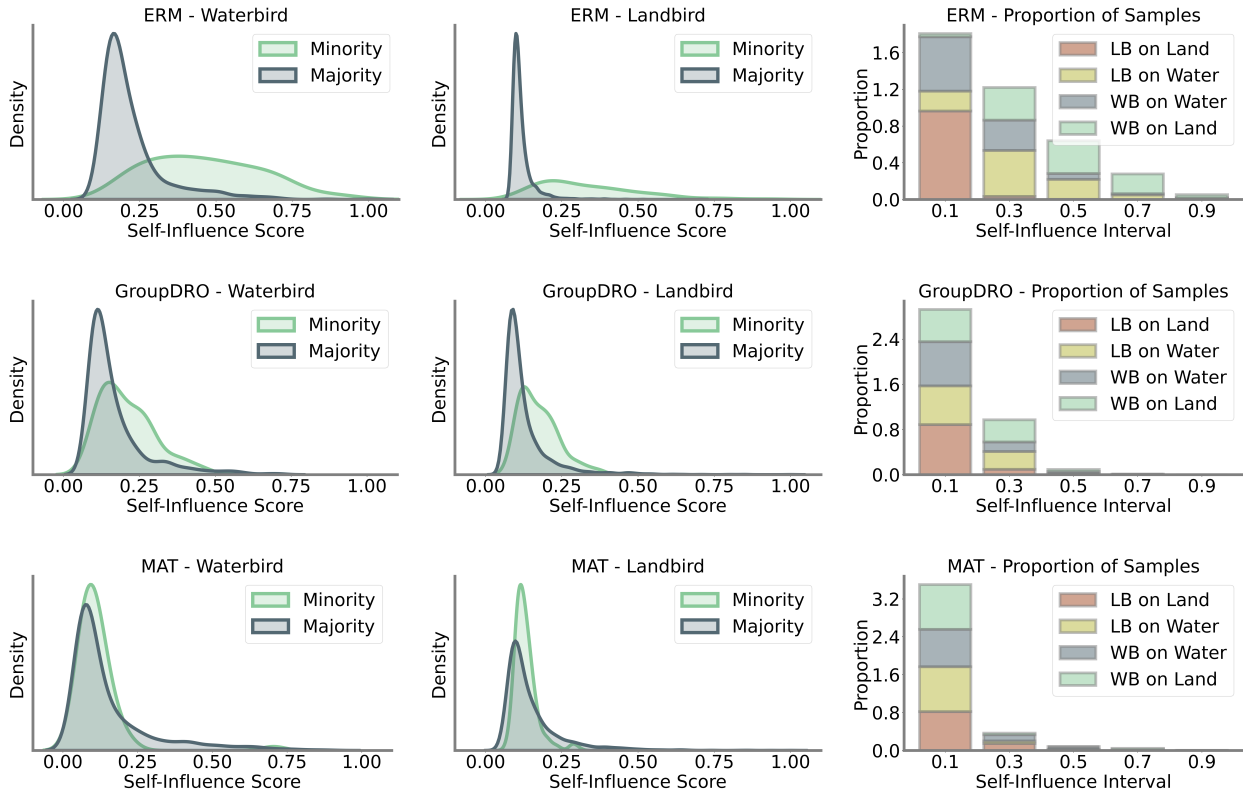 ERM - Waterbird
Density
Minority
Majority
0.00 0.25 0.50 0.75 1.00
Self-Influence Score
ERM - Landbird
Density
Minority
Majority
0.00 0.25 0.50 0.75 1.00
Self-Influence Score
ERM - Proportion of Samples
Proportion
1.6
1.2
0.8
0.4
0.0
LB on Land
LB on Water
WB on Water
WB on Land
0.1 0.3 0.5 0.7 0.9
Self-Influence Interval
GroupDRO - Waterbird
Density
Minority
Majority
0.00 0.25 0.50 0.75 1.00
Self-Influence Score
GroupDRO - Landbird
Density
Minority
Majority
0.00 0.25 0.50 0.75 1.00
Self-Influence Score
GroupDRO - Proportion of Samples
Proportion
2.4
1.6
0.8
0.0
LB on Land
LB on Water
WB on Water
WB on Land
0.1 0.3 0.5 0.7 0.9
Self-Influence Interval
MAT - Waterbird
Density
Minority
Majority
0.00 0.25 0.50 0.75 1.00
Self-Influence Score
MAT - Landbird
Density
Minority
Majority
0.00 0.25 0.50 0.75 1.00
Self-Influence Score
MAT - Proportion of Samples
Proportion
3.2
2.4
1.6
0.8
0.0
LB on Land
LB on Water
WB on Water
WB on Land
0.1 0.3 0.5 0.7 0.9
Self-Influence Interval